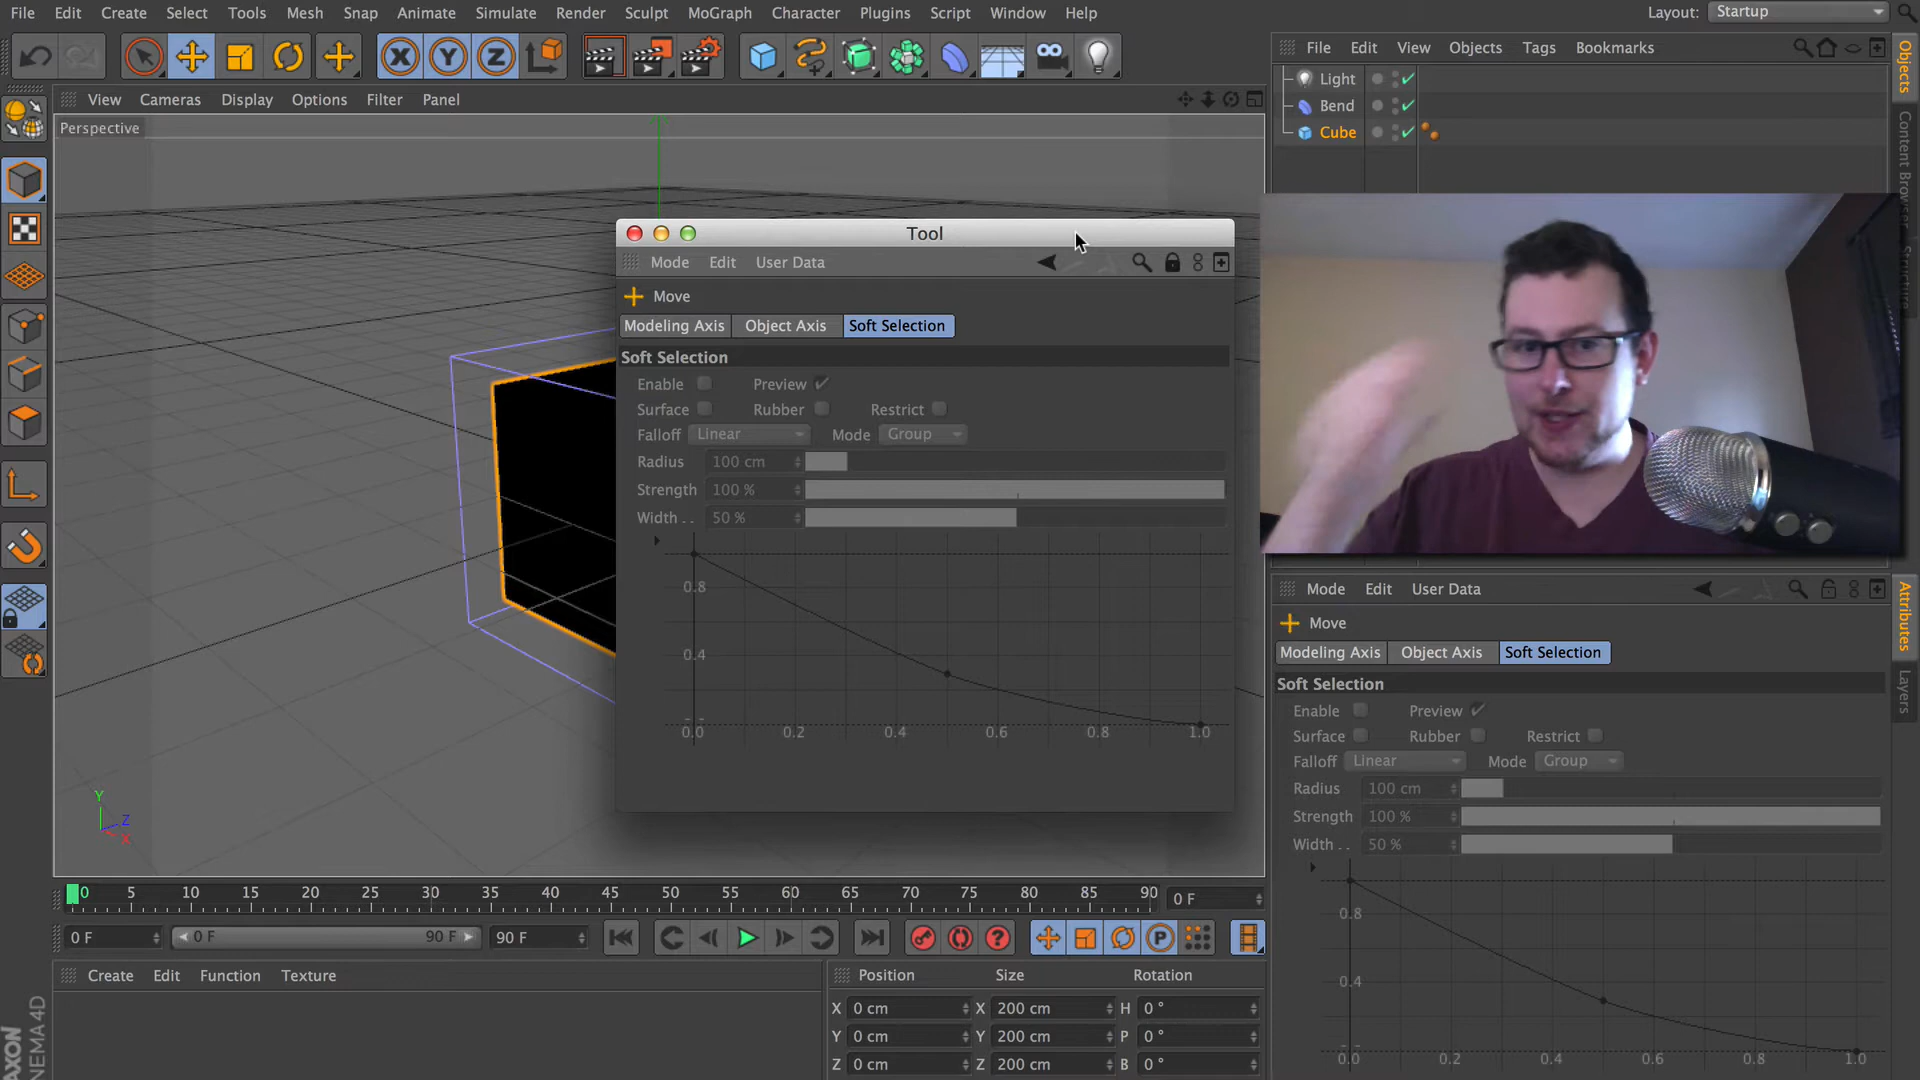 File Edit Create Select Tools Mesh Snap Animate Simulate Render Sculpt MoGraph Character Plugins Script Window Help Layout: Startup
X Y Z
File Edit View Objects Tags Bookmarks
Objects
Content Browser
Structure
View Cameras Display Options Filter Panel
Perspective
Light
Bend
Cube
Tool
Mode Edit User Data
Move
Modeling Axis Object Axis Soft Selection
Soft Selection
Enable Preview
Surface Rubber Restrict
Falloff Linear Mode Group
Radius 100 cm
Strength 100 %
Width . . 50 %
0.8
0.4
0.0 0.2 0.4 0.6 0.8 1.0
Y
Z
X
Mode Edit User Data
Attributes
Layers
Move
Modeling Axis Object Axis Soft Selection
Soft Selection
Enable Preview
Surface Rubber Restrict
Falloff Linear Mode Group
Radius 100 cm
Strength 100 %
Width . . 50 %
0.8
0.4
0.0 0.2 0.4 0.6 0.8 1.0
0 5 10 15 20 25 30 35 40 45 50 55 60 65 70 75 80 85 90 0 F
0 F 0 F 90 F 90 F ? P
Create Edit Function Texture
Position Size Rotation
X 0 cm X 200 cm H 0 °
Y 0 cm Y 200 cm P 0 °
Z 0 cm Z 200 cm B 0 °
AXON
NEMA4D